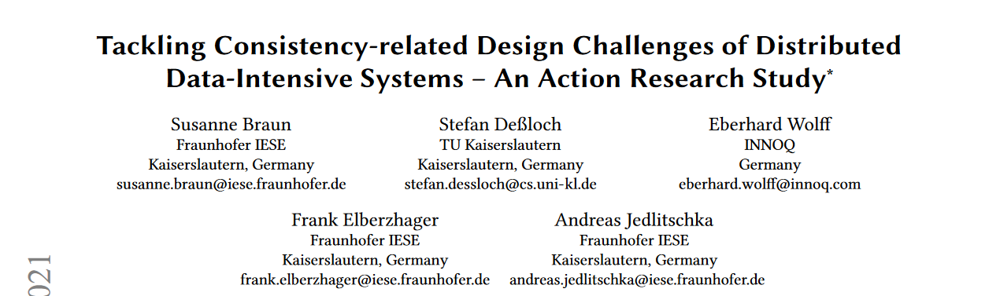 Tackling Consistency-related Design Challenges of Distributed
Data-Intensive Systems – An Action Research Study*
Susanne Braun
Fraunhofer IESE
Kaiserslautern, Germany
susanne.braun@iese.fraunhofer.de
Stefan Deßloch
TU Kaiserslautern
Kaiserslautern, Germany
stefan.dessloch@cs.uni-kl.de
Eberhard Wolff
INNOQ
Germany
eberhard.wolff@innoq.com
Frank Elberzhager
Fraunhofer IESE
Kaiserslautern, Germany
frank.elberzhager@iese.fraunhofer.de
Andreas Jedlitschka
Fraunhofer IESE
Kaiserslautern, Germany
andreas.jedlitschka@iese.fraunhofer.de